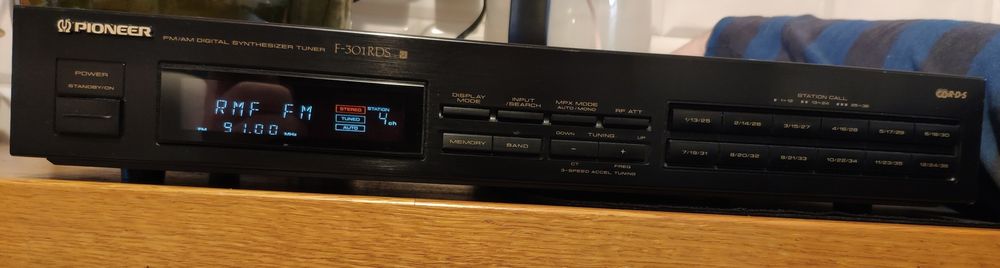 PIONEER
FM/AM DIGITAL SYNTHESIZER TUNER F-301RDS
POWER
STANDBY/ON
RMF FM
FM 91.00 MHz
STEREO
TUNED
AUTO
STATION
4 ch
DISPLAY MODE
INPUT /SEARCH
MPX MODE AUTO/MONO
RF ATT
MEMORY
BAND
DOWN TUNING UP
− +
CT FREQ
3-SPEED ACCEL TUNING
STATION CALL
1-12 13-24 25-36
R·D·S
1/13/25 2/14/26 3/15/27 4/16/28 5/17/29 6/18/30
7/19/31 8/20/32 9/21/33 10/22/34 11/23/35 12/24/36